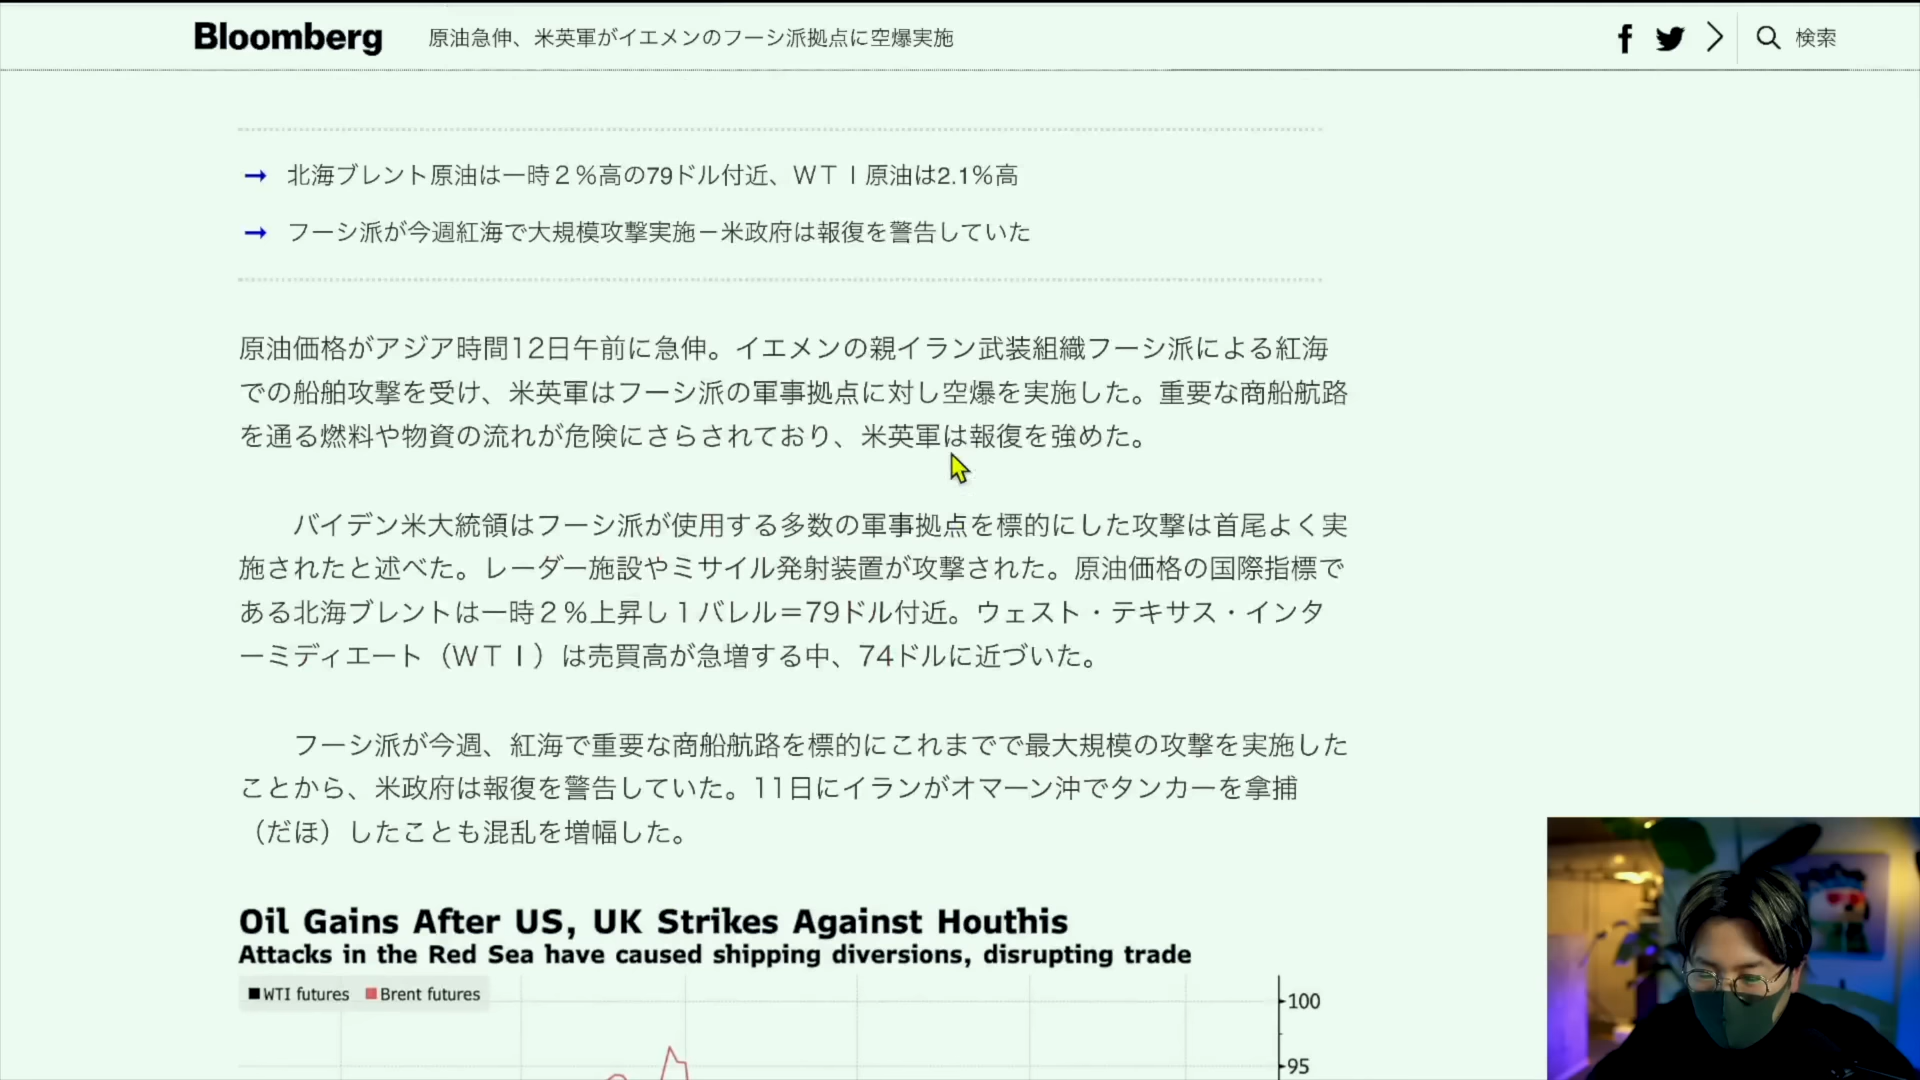 Bloomberg
原油急伸、米英軍がイエメンのフーシ派拠点に空爆実施
検索
→ 北海ブレント原油は一時２％高の79ドル付近、ＷＴＩ原油は2.1％高
→ フーシ派が今週紅海で大規模攻撃実施－米政府は報復を警告していた
原油価格がアジア時間12日午前に急伸。イエメンの親イラン武装組織フーシ派による紅海
での船舶攻撃を受け、米英軍はフーシ派の軍事拠点に対し空爆を実施した。重要な商船航路
を通る燃料や物資の流れが危険にさらされており、米英軍は報復を強めた。
バイデン米大統領はフーシ派が使用する多数の軍事拠点を標的にした攻撃は首尾よく実
施されたと述べた。レーダー施設やミサイル発射装置が攻撃された。原油価格の国際指標で
ある北海ブレントは一時２％上昇し１バレル＝79ドル付近。ウェスト・テキサス・インタ
ーミディエート（ＷＴＩ）は売買高が急増する中、74ドルに近づいた。
フーシ派が今週、紅海で重要な商船航路を標的にこれまでで最大規模の攻撃を実施した
ことから、米政府は報復を警告していた。11日にイランがオマーン沖でタンカーを拿捕
（だほ）したことも混乱を増幅した。
Oil Gains After US, UK Strikes Against Houthis
Attacks in the Red Sea have caused shipping diversions, disrupting trade
WTI futures Brent futures
100
95